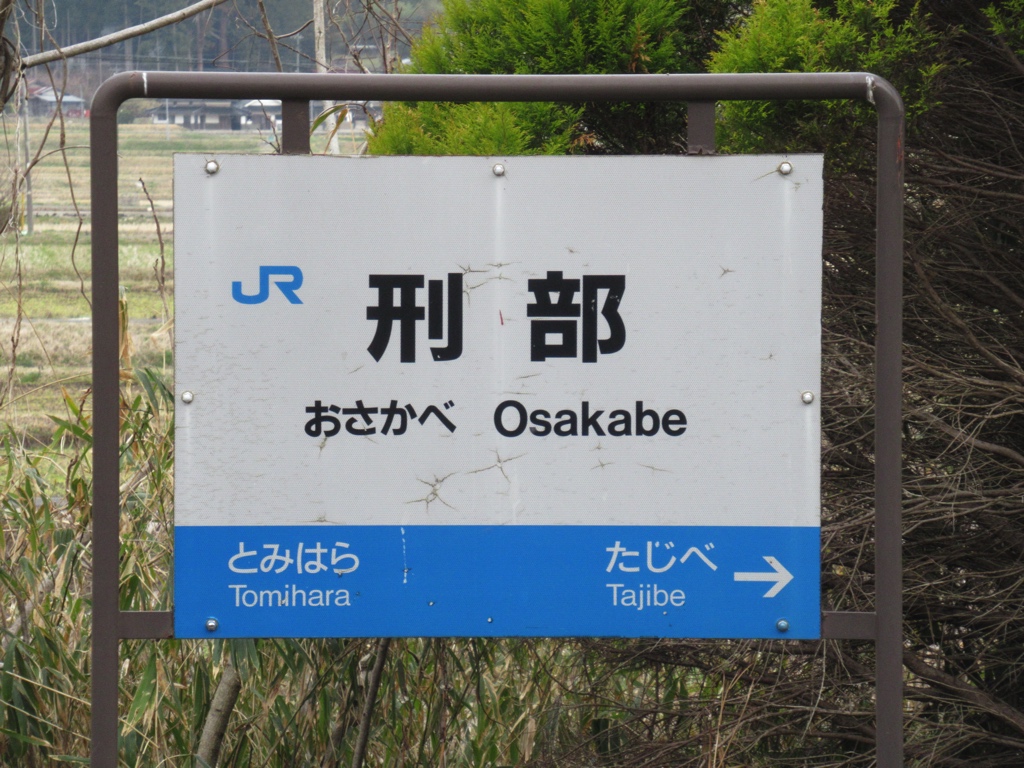 JR
刑部
おさかべ Osakabe
とみはら たじべ →
Tomihara Tajibe